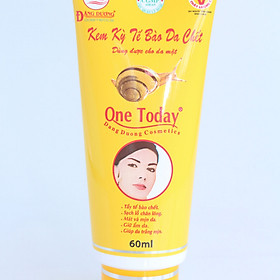 ĐĂNG DƯƠNG
Kem Kỳ Tế Bào Da Chết
Dùng được cho da mặt
One Today®
Dang Duong Cosmetics
• Tẩy tế bào chết.
• Sạch lỗ chân lông.
• Mát và mịn da.
• Giữ ẩm da.
• Giúp da trắng mịn.
60ml